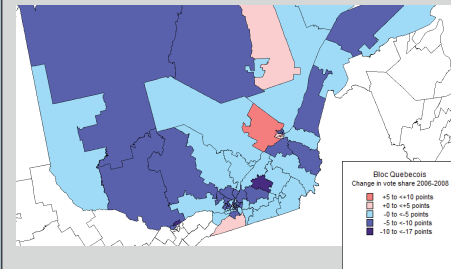 Bloc Quebecois
Change in vote share 2006-2008
+5 to <+10 points
+0 to <+5 points
-0 to <-5 points
-5 to <-10 points
-10 to <-17 points